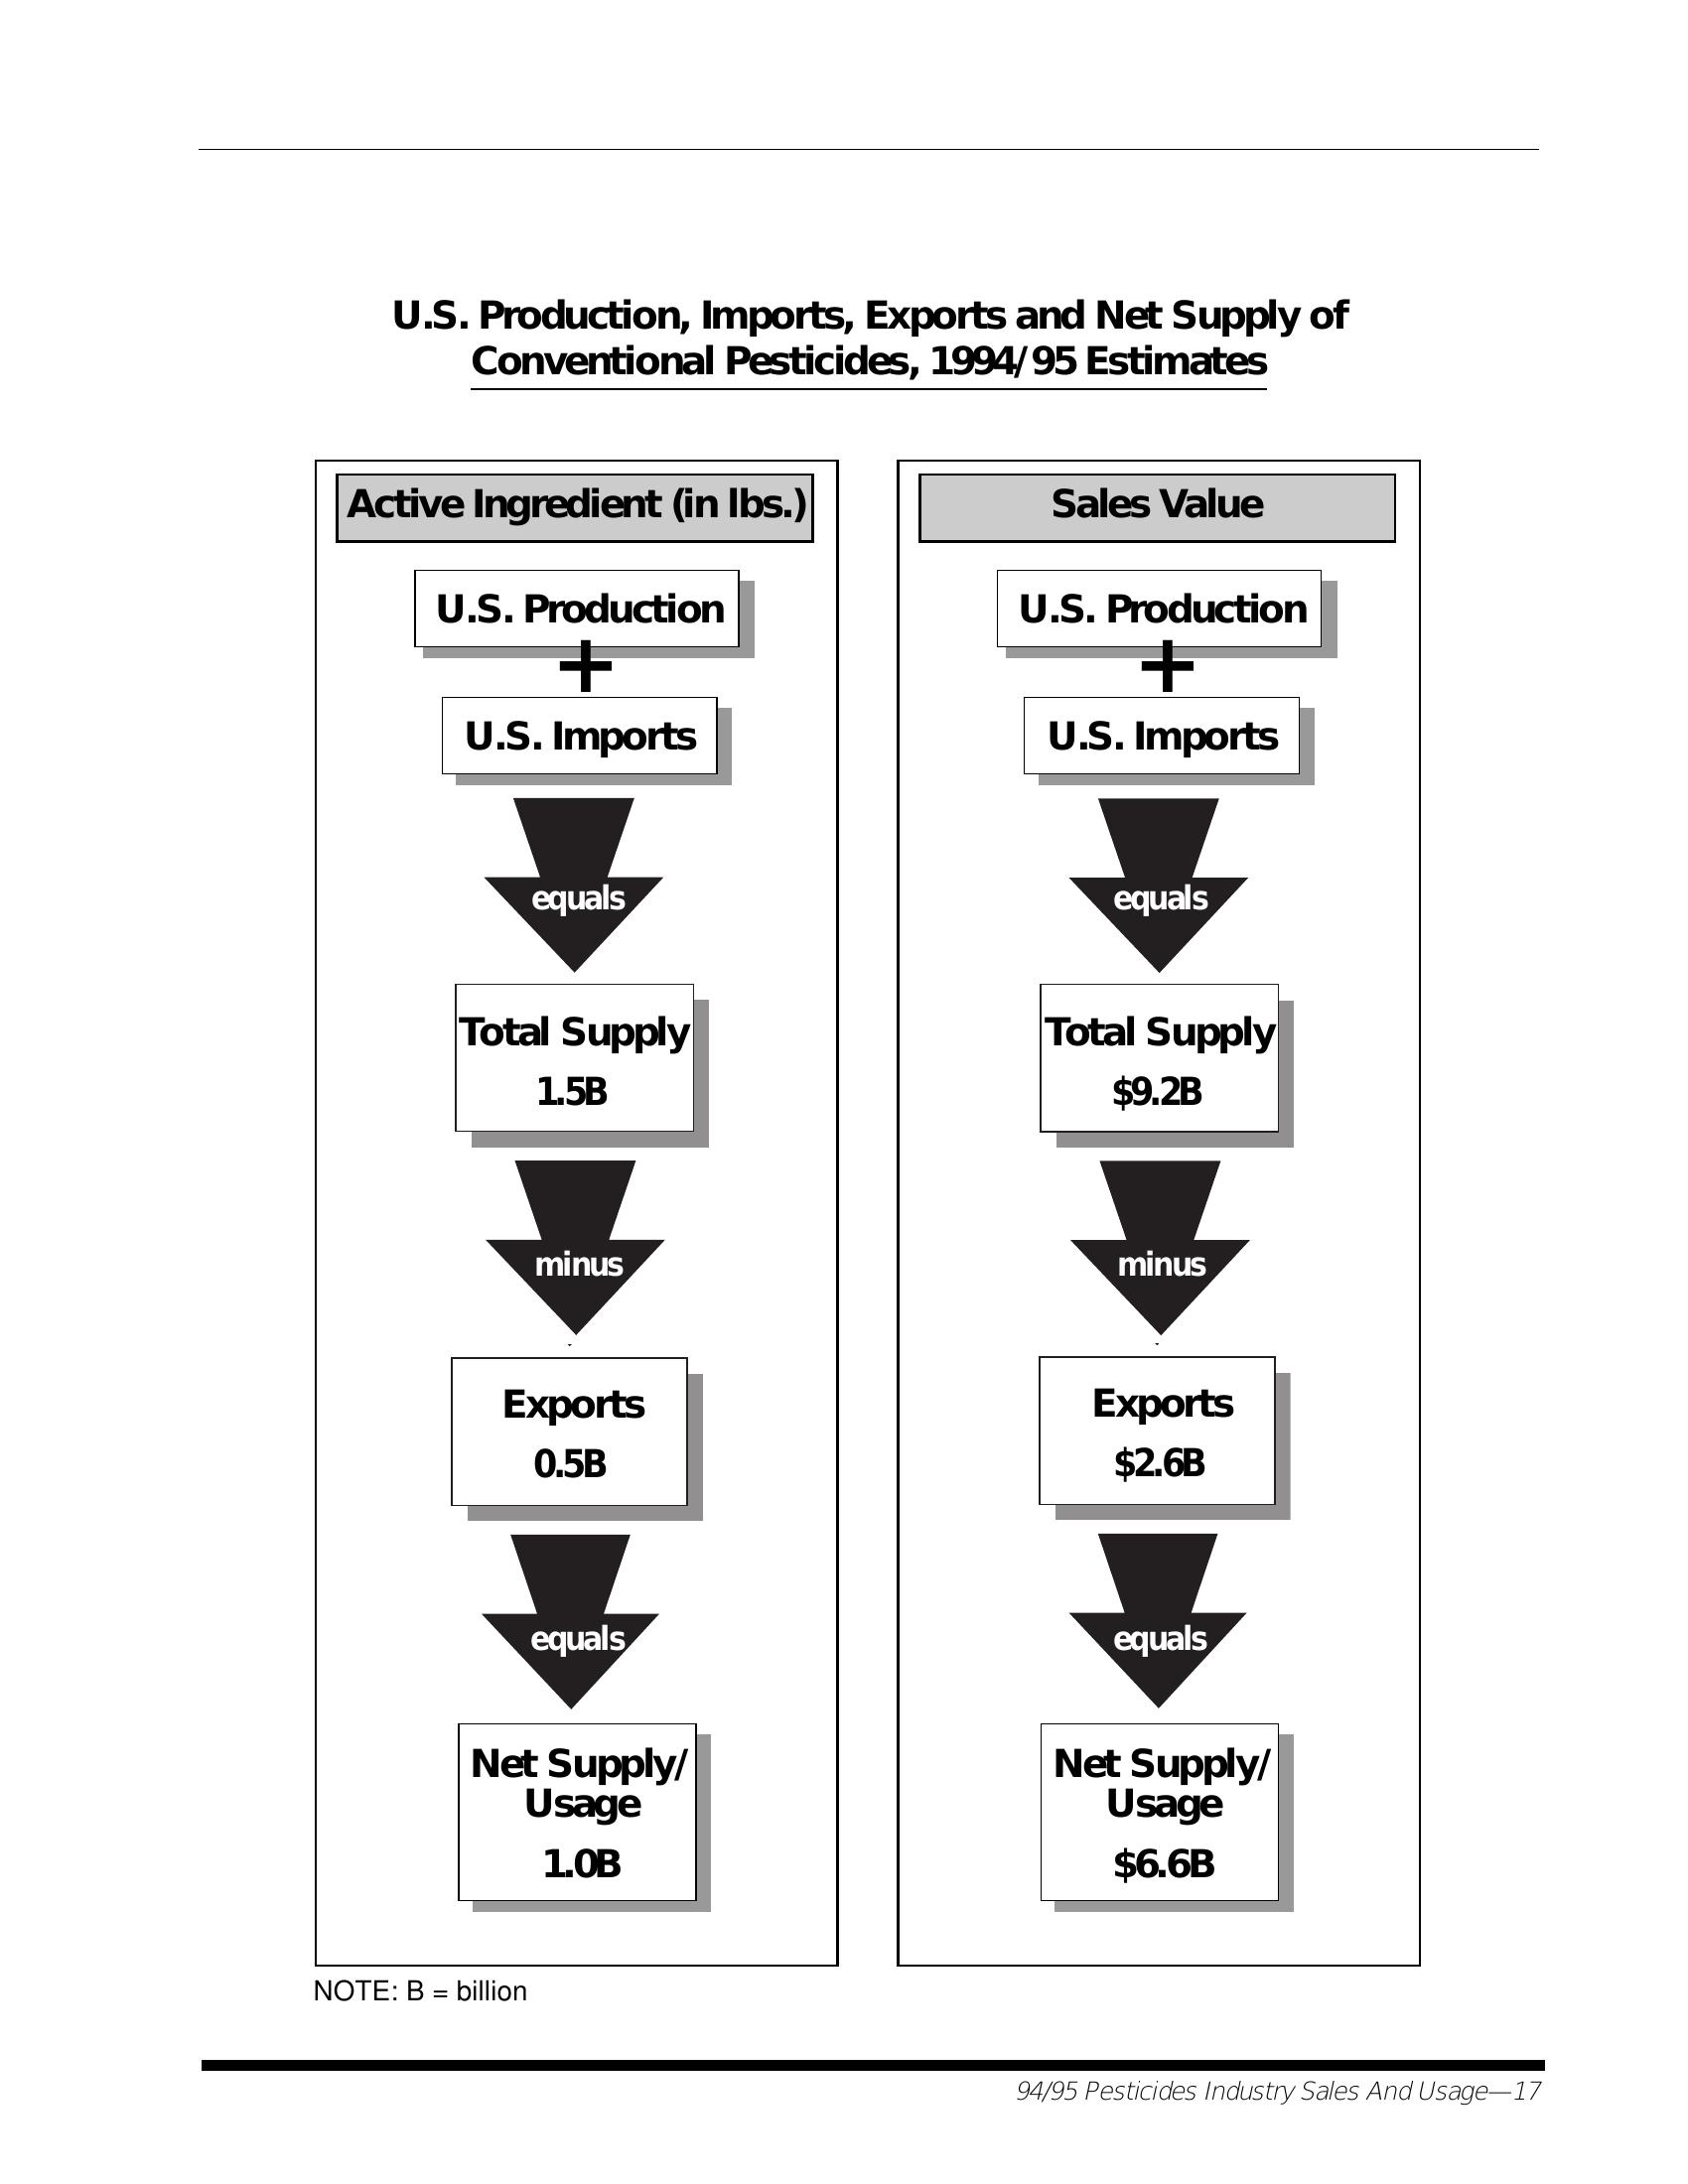 U.S. Production, Imports, Exports and Net Supply of
Conventional Pesticides, 1994/95 Estimates
Active Ingredient (in lbs.)
U.S. Production
+
U.S. Imports
equals
Total Supply
1.5B
minus
Exports
0.5B
equals
Net Supply/
Usage
1.0B
Sales Value
U.S. Production
+
U.S. Imports
equals
Total Supply
$9.2B
minus
Exports
$2.6B
equals
Net Supply/
Usage
$6.6B
NOTE: B = billion
94/95 Pesticides Industry Sales And Usage—17